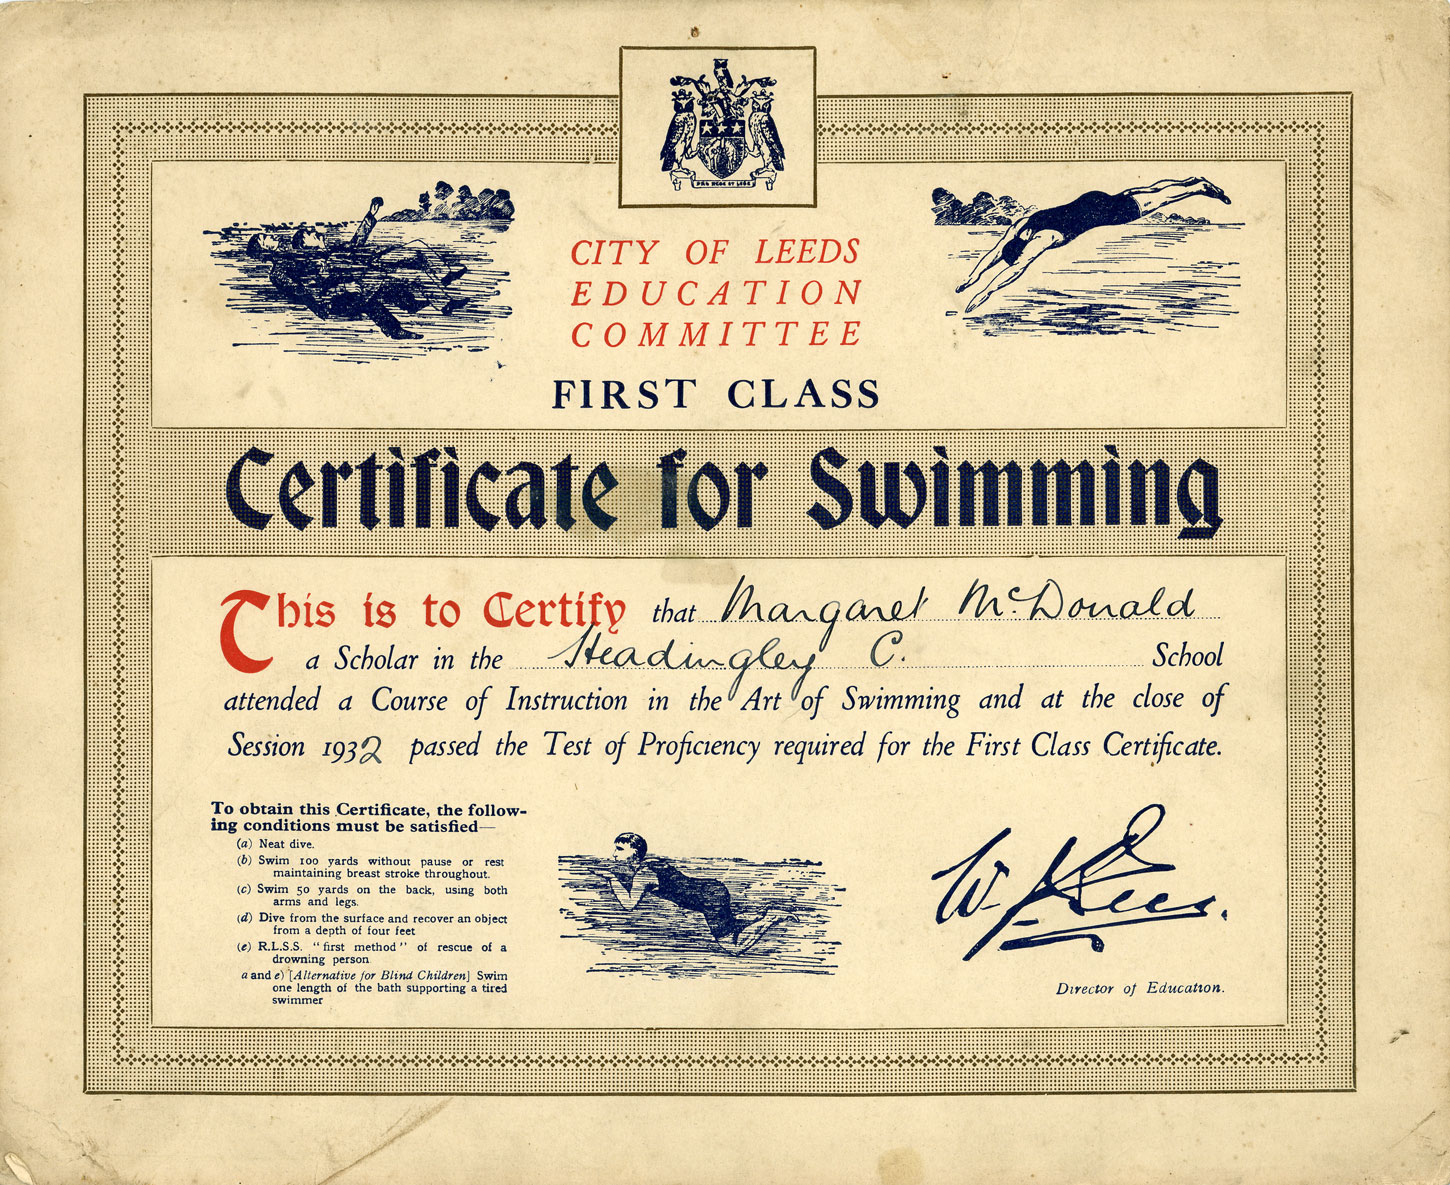 PRO REGE ET LEGE
CITY OF LEEDS
EDUCATION
COMMITTEE
FIRST CLASS
Certificate for Swimming
This is to Certify that Margaret McDonald
a Scholar in the Headingley C. School
attended a Course of Instruction in the Art of Swimming and at the close of
Session 1932 passed the Test of Proficiency required for the First Class Certificate.
To obtain this Certificate, the follow-
ing conditions must be satisfied—
(a) Neat dive.
(b) Swim 100 yards without pause or rest
maintaining breast stroke throughout.
(c) Swim 50 yards on the back, using both
arms and legs.
(d) Dive from the surface and recover an object
from a depth of four feet
(e) R.L.S.S. "first method" of rescue of a
drowning person
a and e) [Alternative for Blind Children] Swim
one length of the bath supporting a tired
swimmer
Director of Education.